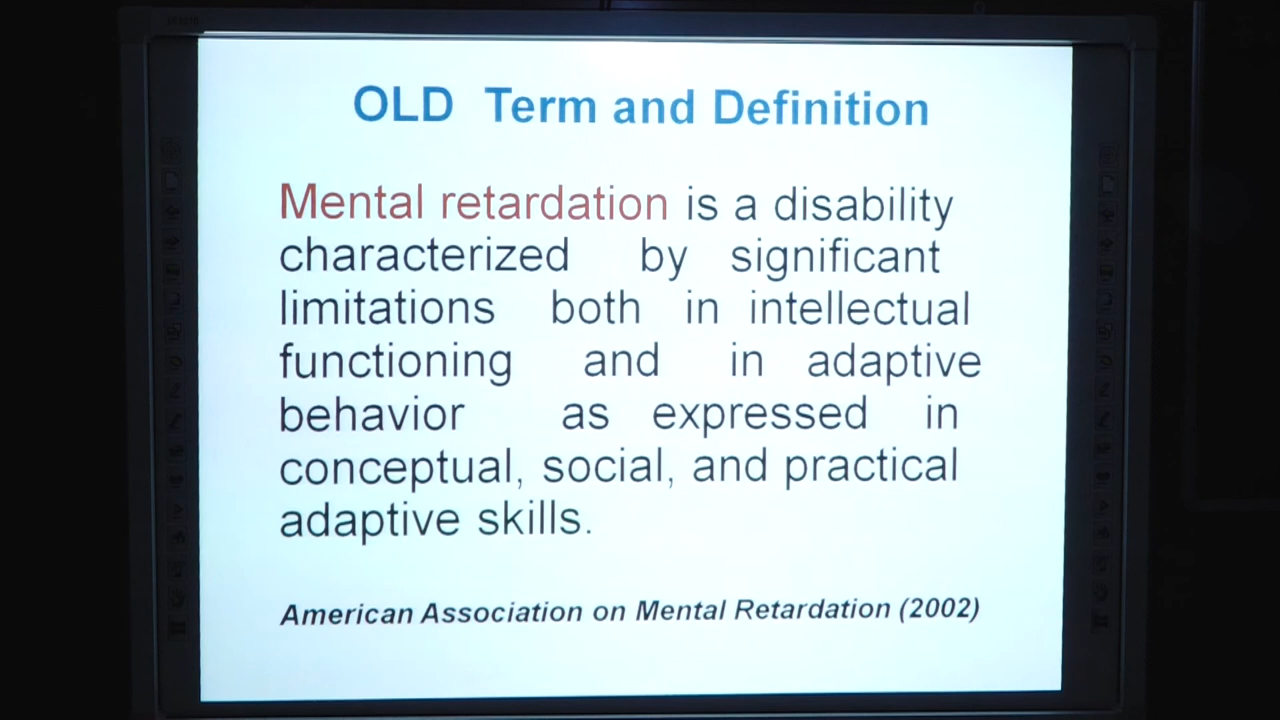 OLD Term and Definition
Mental retardation is a disability
characterized by significant
limitations both in intellectual
functioning and in adaptive
behavior as expressed in
conceptual, social, and practical
adaptive skills.
American Association on Mental Retardation (2002)